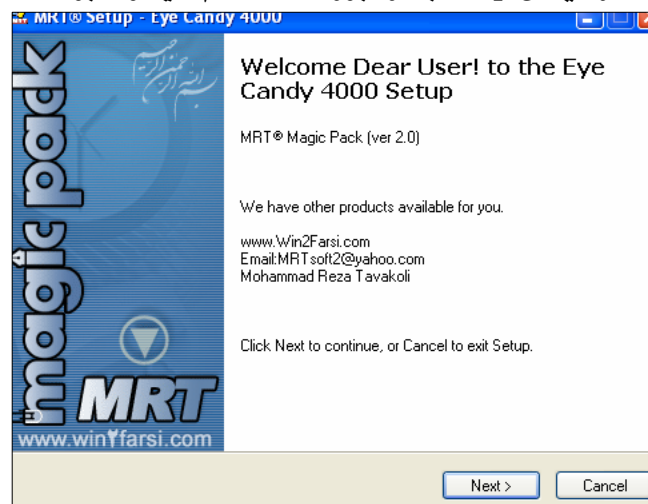 MRT® Setup - Eye Candy 4000
Welcome Dear User! to the Eye
Candy 4000 Setup
MRT® Magic Pack (ver 2.0)
We have other products available for you.
www.Win2Farsi.com
Email:MRTsoft2@yahoo.com
Mohammad Reza Tavakoli
Click Next to continue, or Cancel to exit Setup.
magic pack
MRT
www.win۲farsi.com
Next >
Cancel